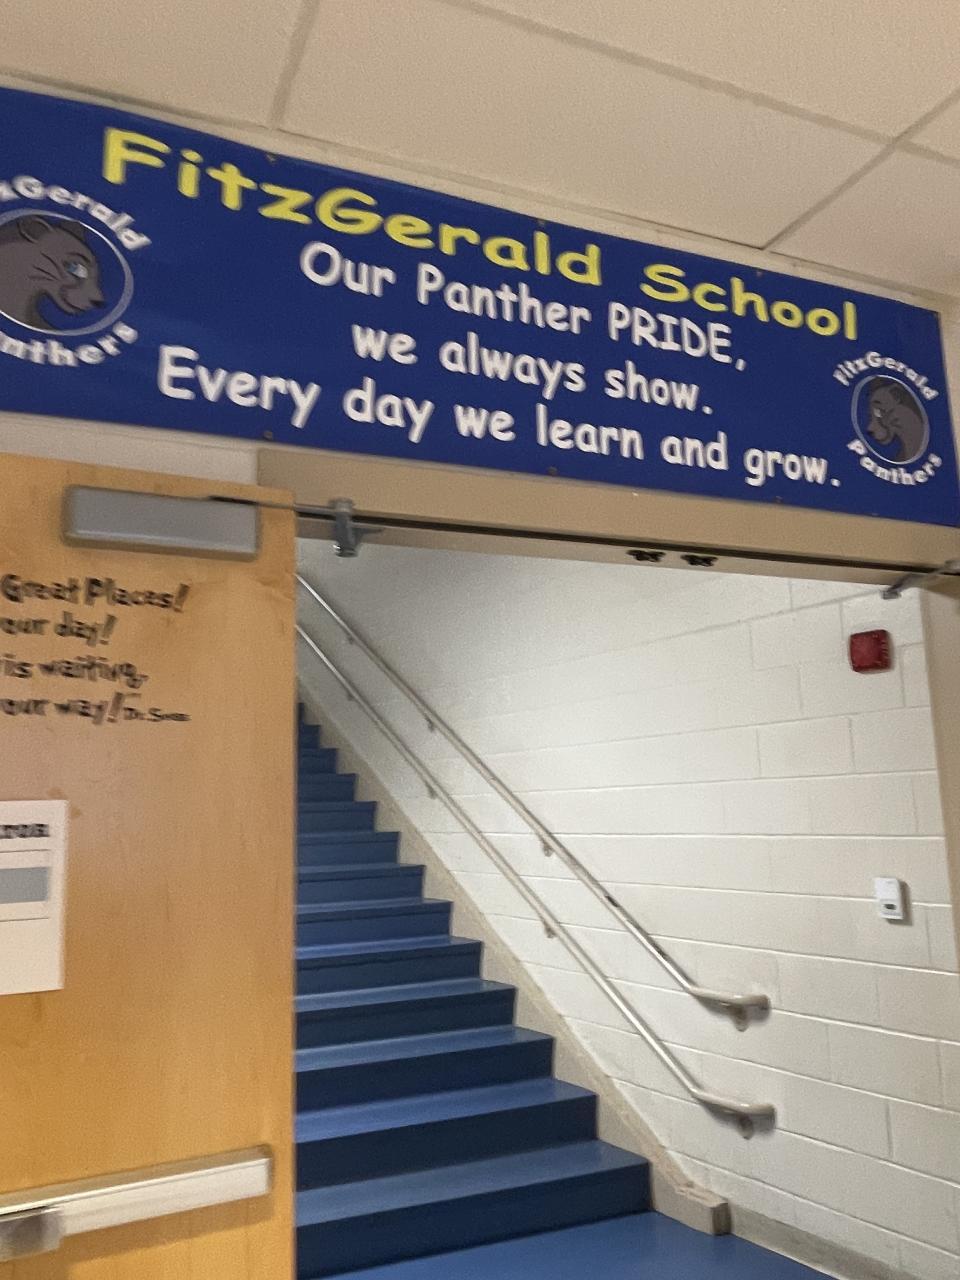 FitzGerald School
Our Panther PRIDE,
we always show.
Every day we learn and grow.
FitzGerald
Panthers
Great Places!
is waiting,
way!